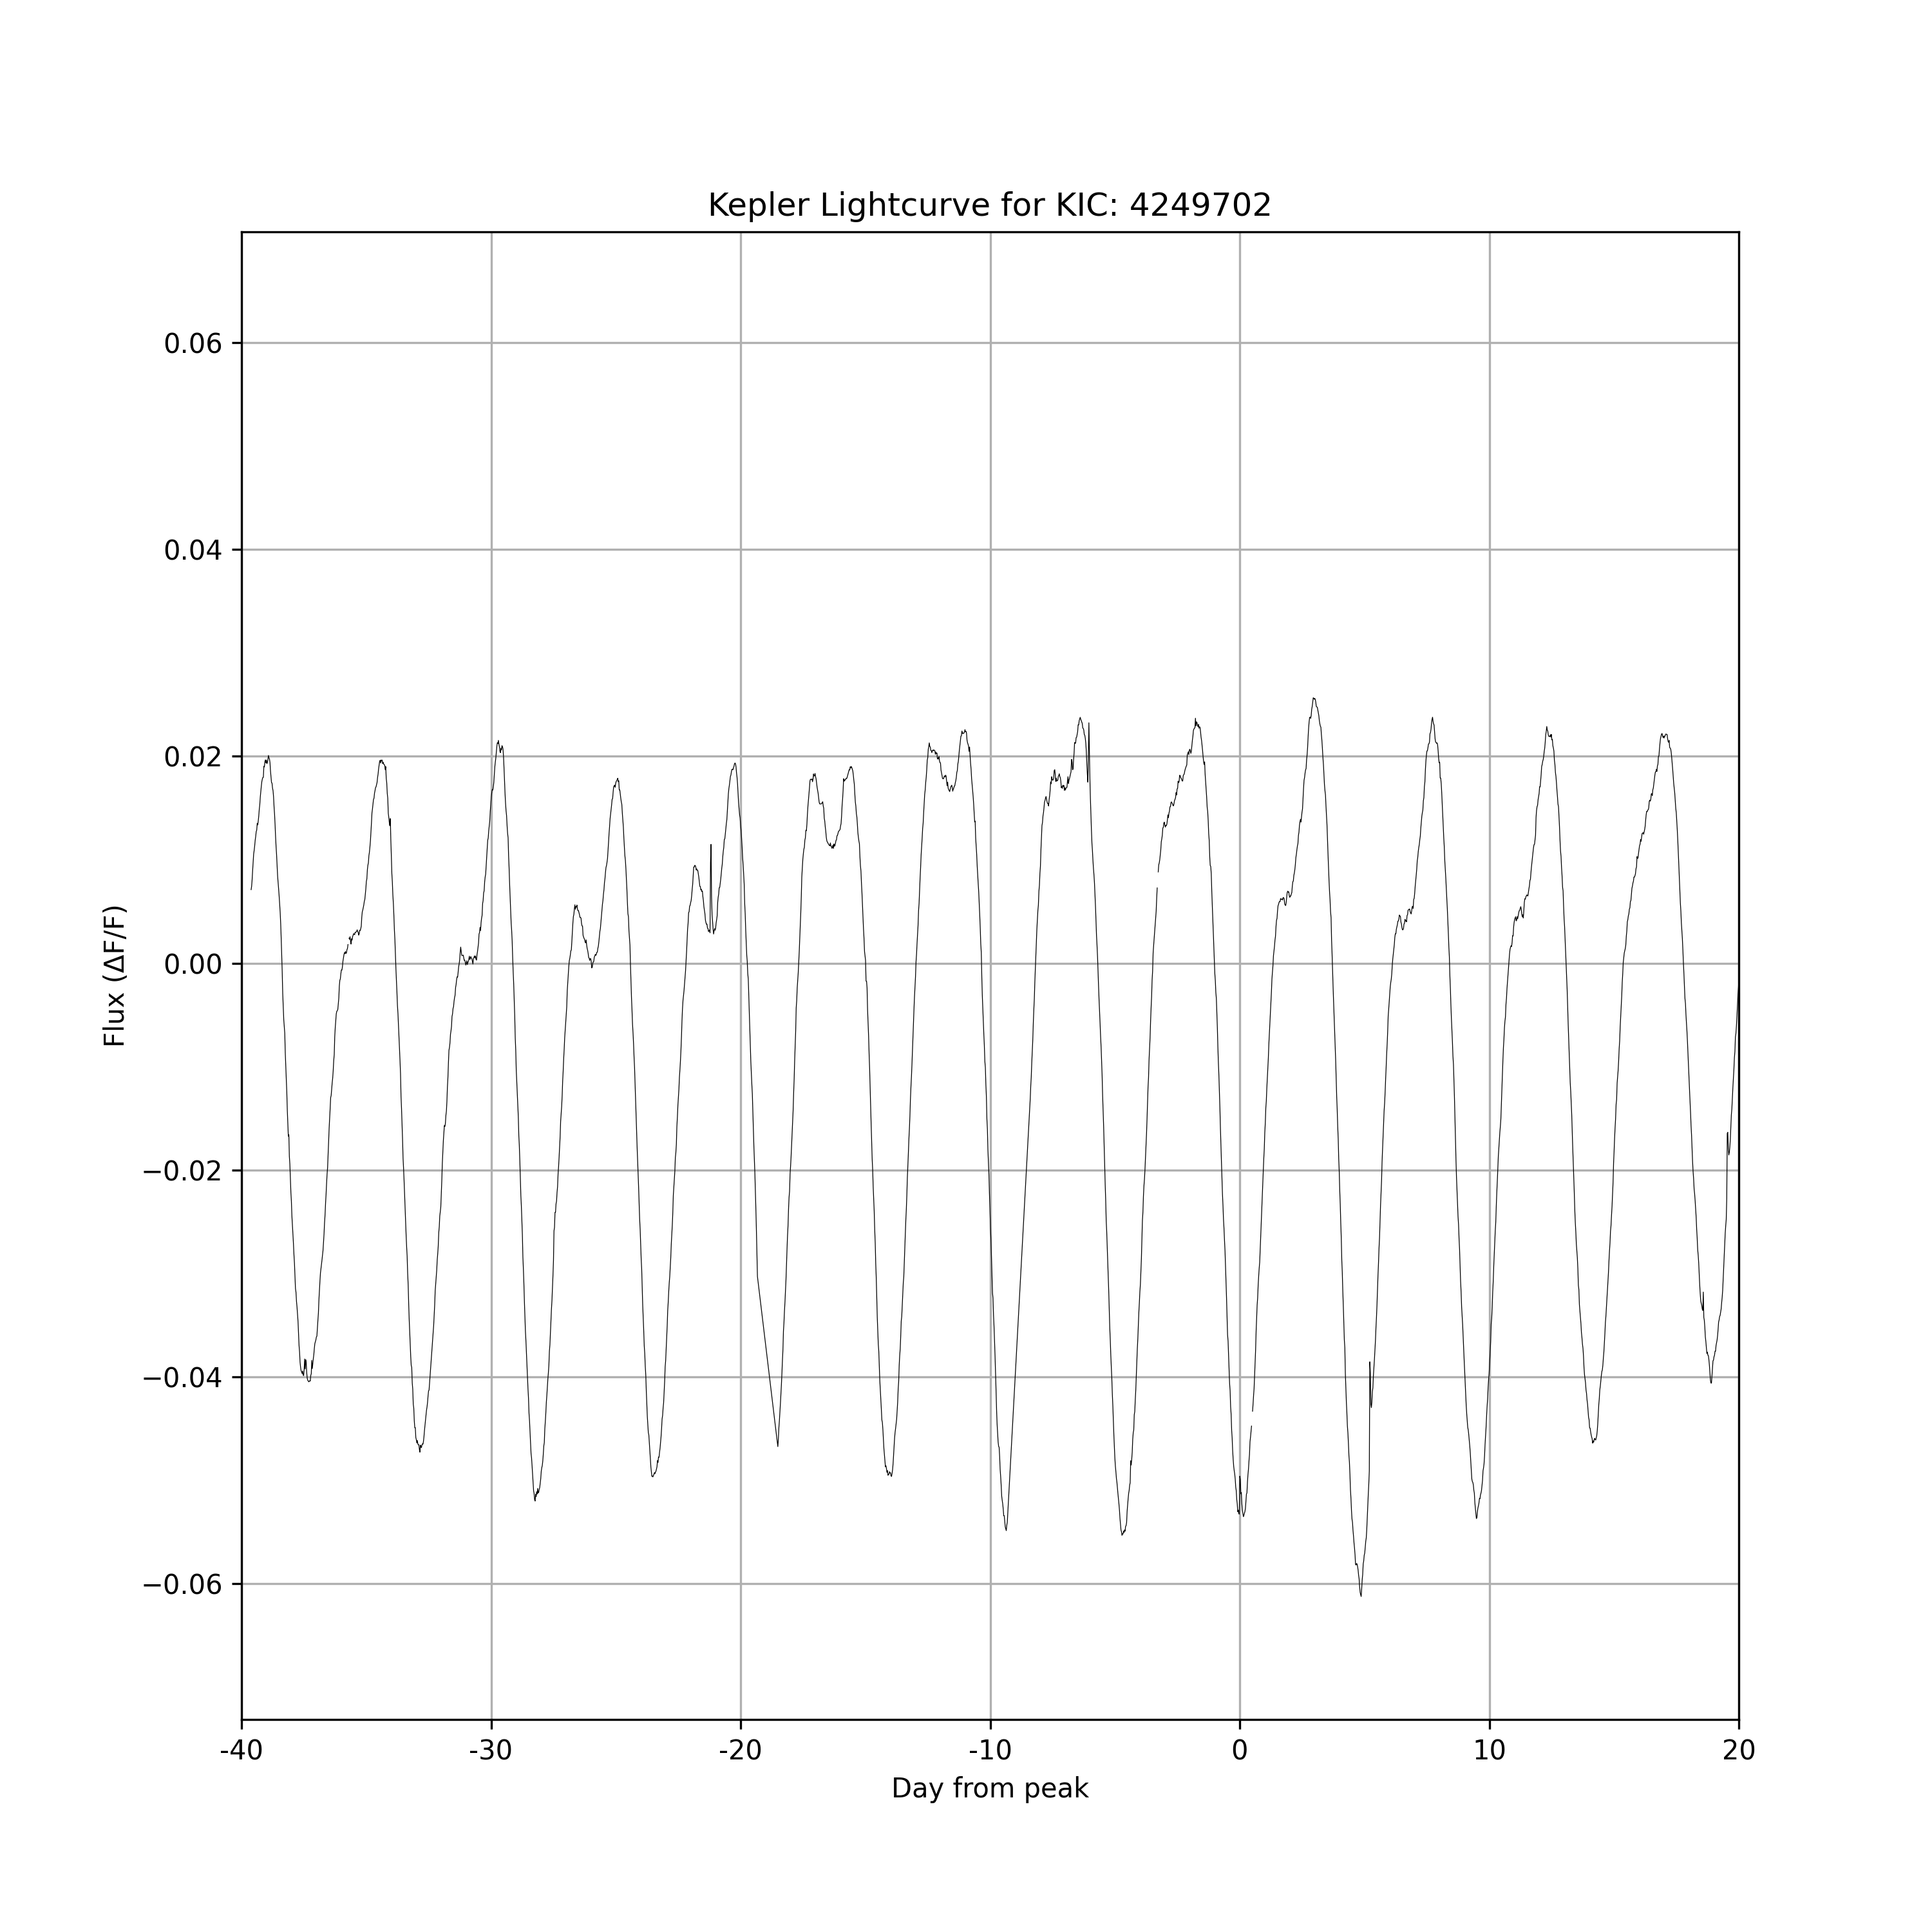 Kepler Lightcurve for KIC: 4249702
Flux (ΔF/F)
0.06
0.04
0.02
0.00
−0.02
−0.04
−0.06
-40 -30 -20 -10 0 10 20
Day from peak